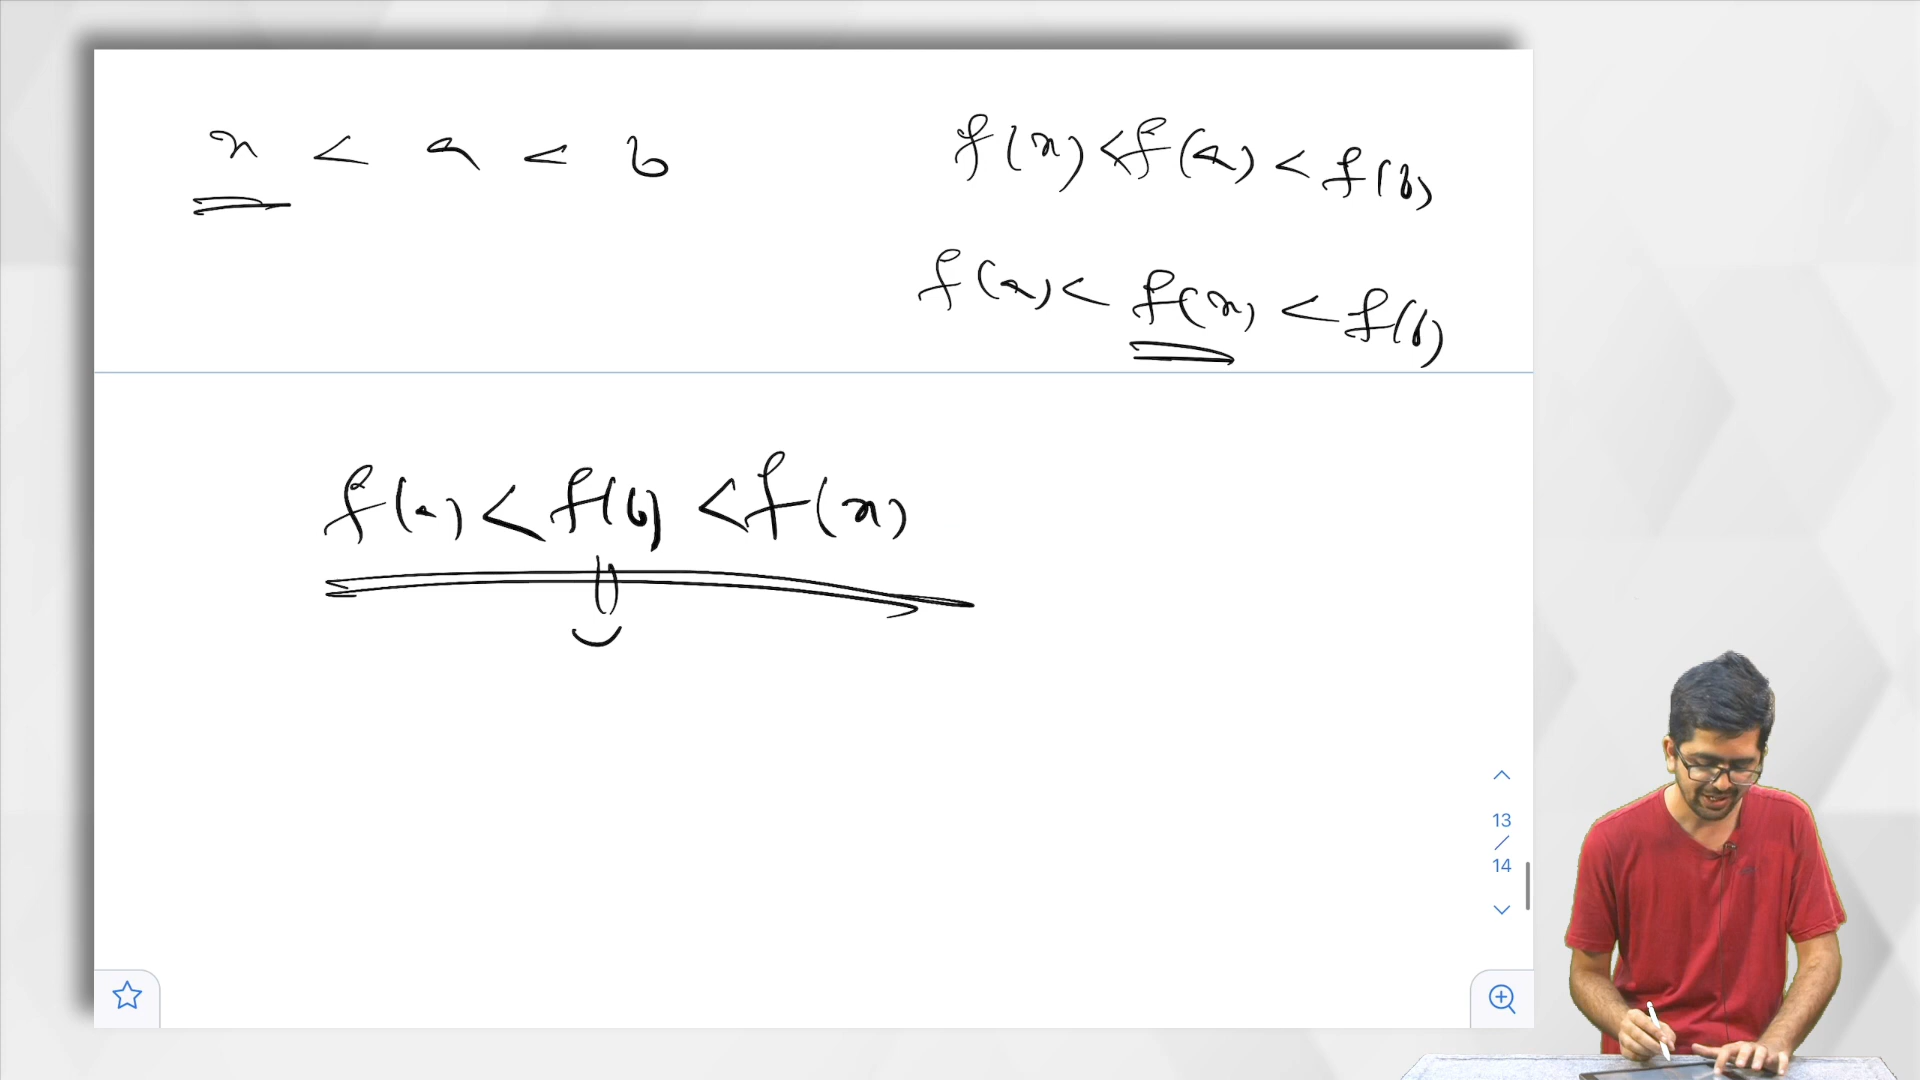 x < a < b
f(x) < f(a) < f(b)
f(a) < f(x) < f(b)
f(a) < f(b) < f(x)
13
/
14